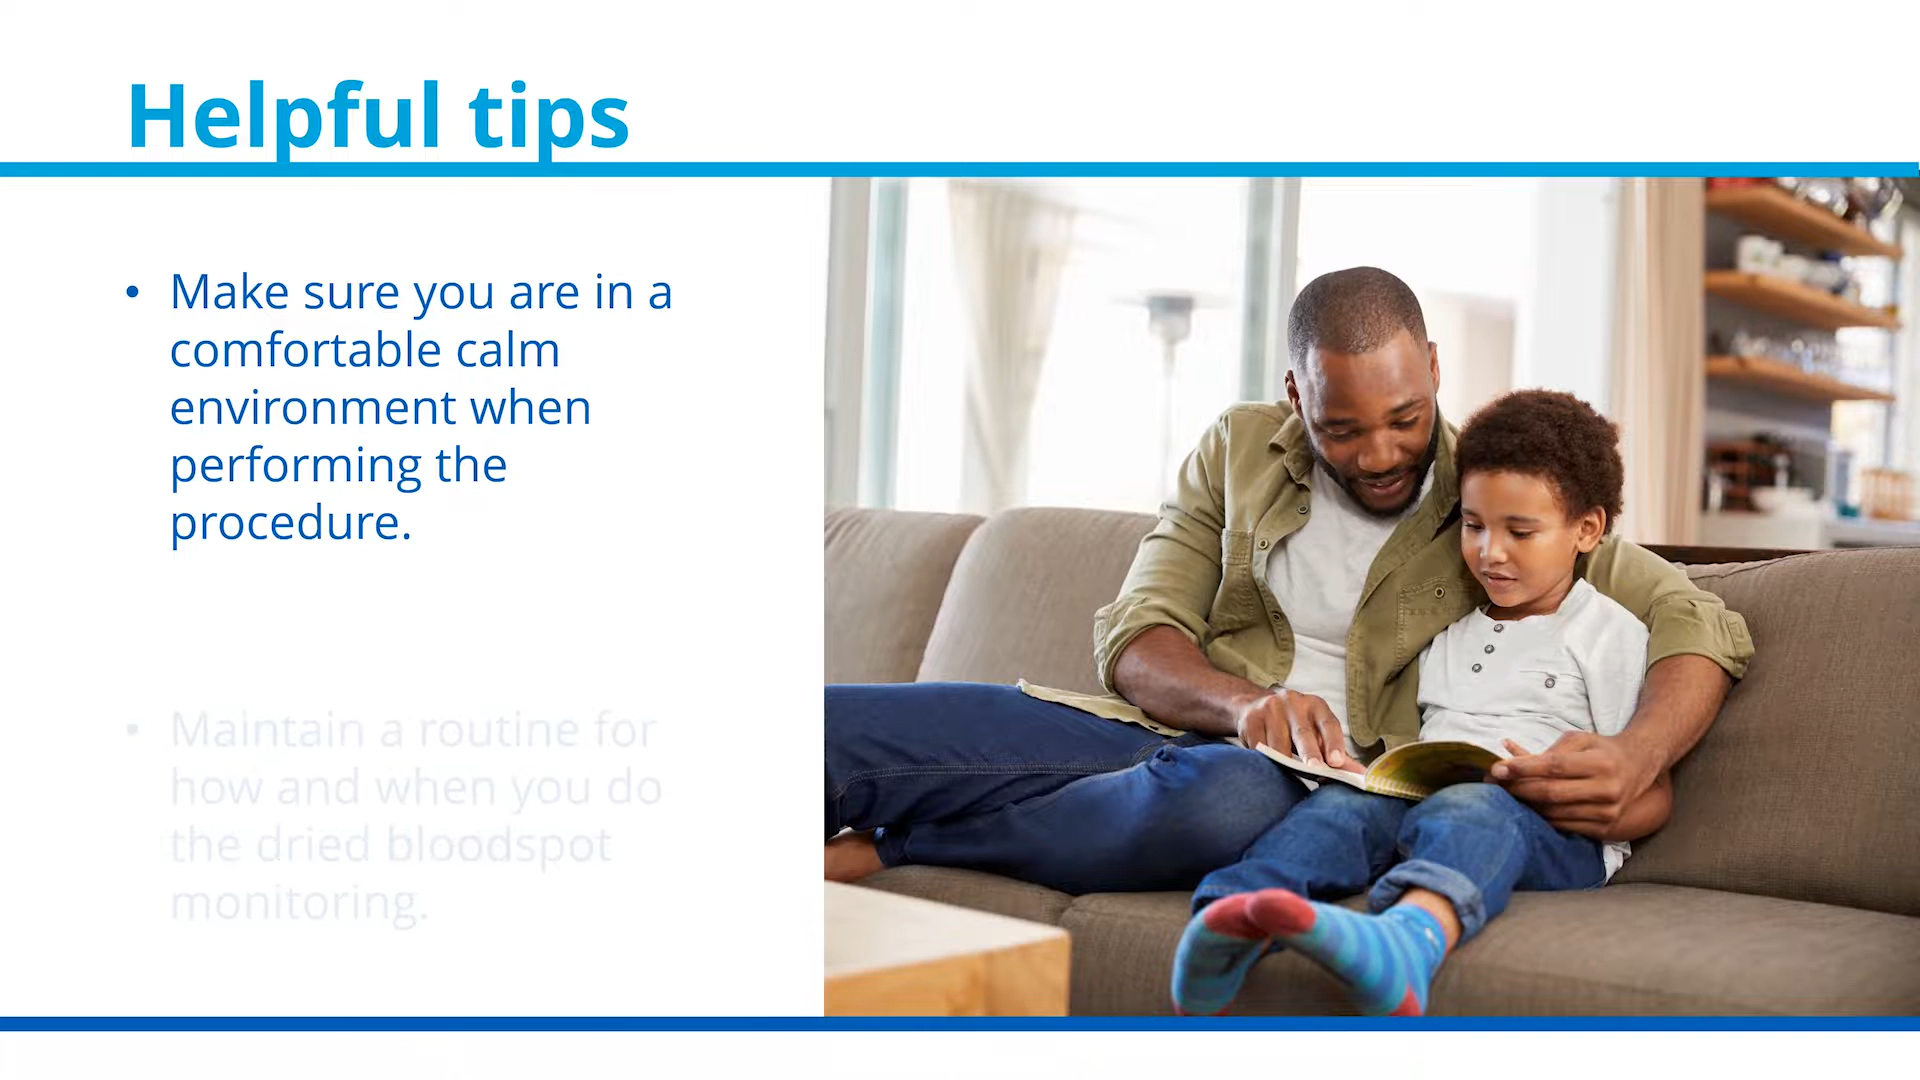 Helpful tips
• Make sure you are in a
comfortable calm
environment when
performing the
procedure.
• Maintain a routine for
how and when you do
the dried bloodspot
monitoring.